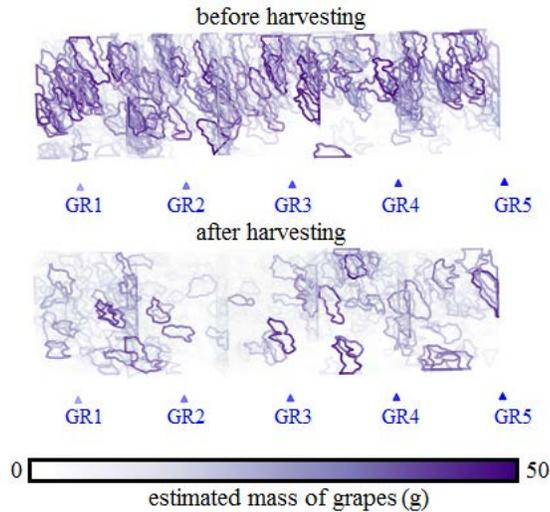 before harvesting
GR1 GR2 GR3 GR4 GR5
after harvesting
GR1 GR2 GR3 GR4 GR5
0 50
estimated mass of grapes (g)